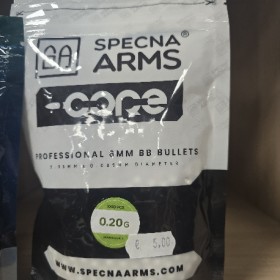 SPECNA®
ARMS
-CORE
PROFESSIONAL 6MM BB BULLETS
0.20G
€ 5,00
WWW.SPECNAARMS.COM